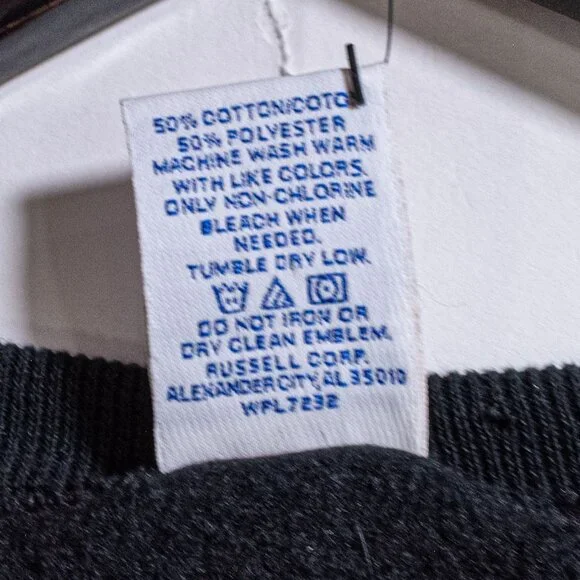 50% COTTON/COTO
50% POLYESTER
MACHINE WASH WARM
WITH LIKE COLORS.
ONLY NON-CHLORINE
BLEACH WHEN
NEEDED.
TUMBLE DRY LOW.
DO NOT IRON OR
DRY CLEAN EMBLEM.
RUSSELL CORP.
ALEXANDER CITY, AL 35010
WPL7232